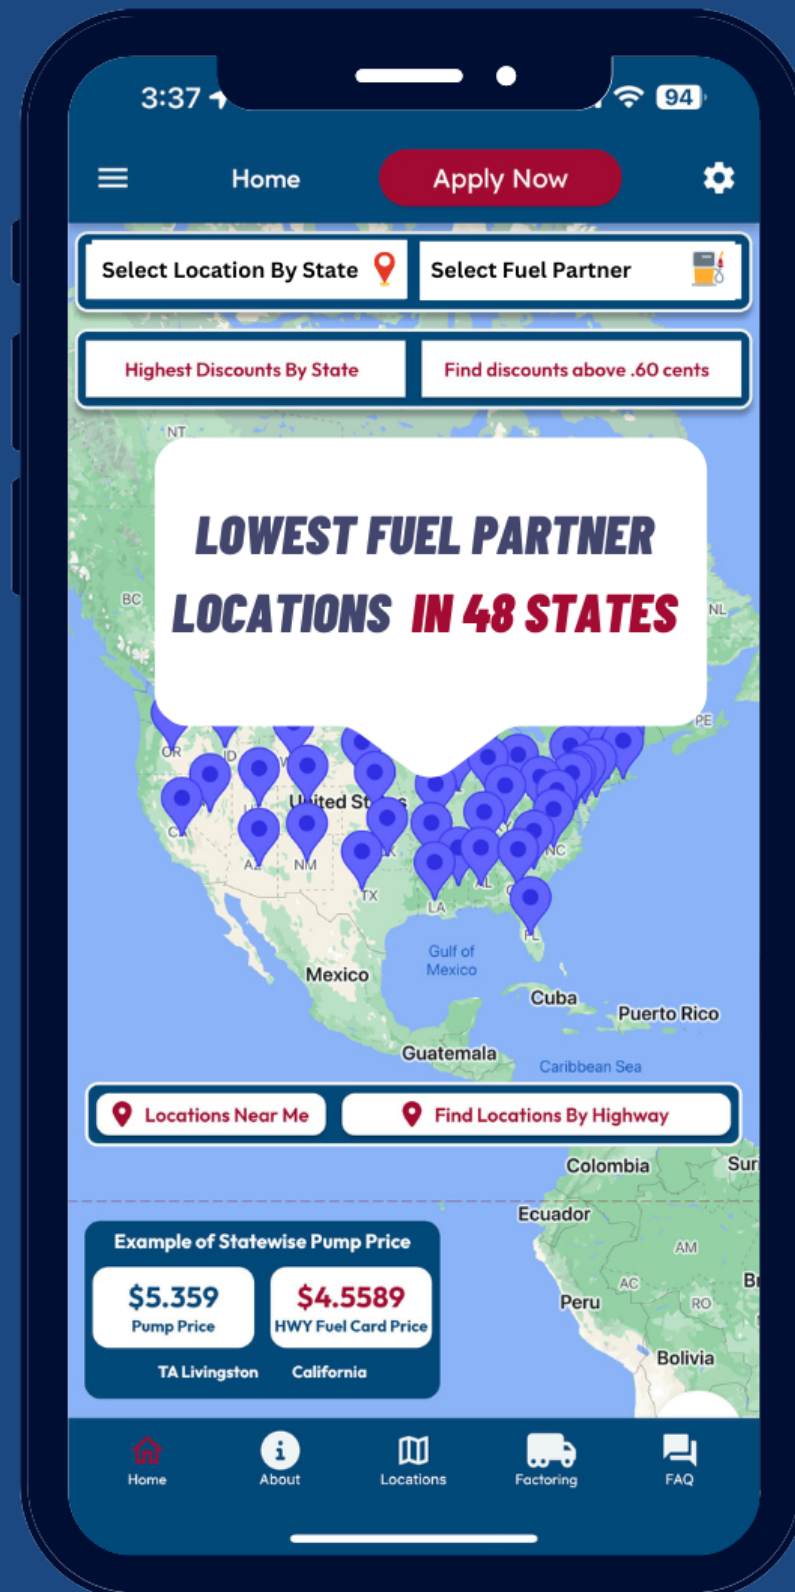 3:37
94
Home
Apply Now
Select Location By State
Select Fuel Partner
Highest Discounts By State
Find discounts above .60 cents
NT
LOWEST FUEL PARTNER
LOCATIONS IN 48 STATES
BC
NL
PE
OR
ID
United St
CA
AZ
NM
NC
TX
LA
AL
FL
Gulf of
Mexico
Mexico
Cuba
Puerto Rico
Guatemala
Caribbean Sea
Locations Near Me
Find Locations By Highway
Colombia
Suri
Ecuador
Example of Statewise Pump Price
AM
$5.359
$4.5589
AC
Peru
RO
Pump Price
HWY Fuel Card Price
Bolivia
TA Livingston
California
Home
About
Locations
Factoring
FAQ